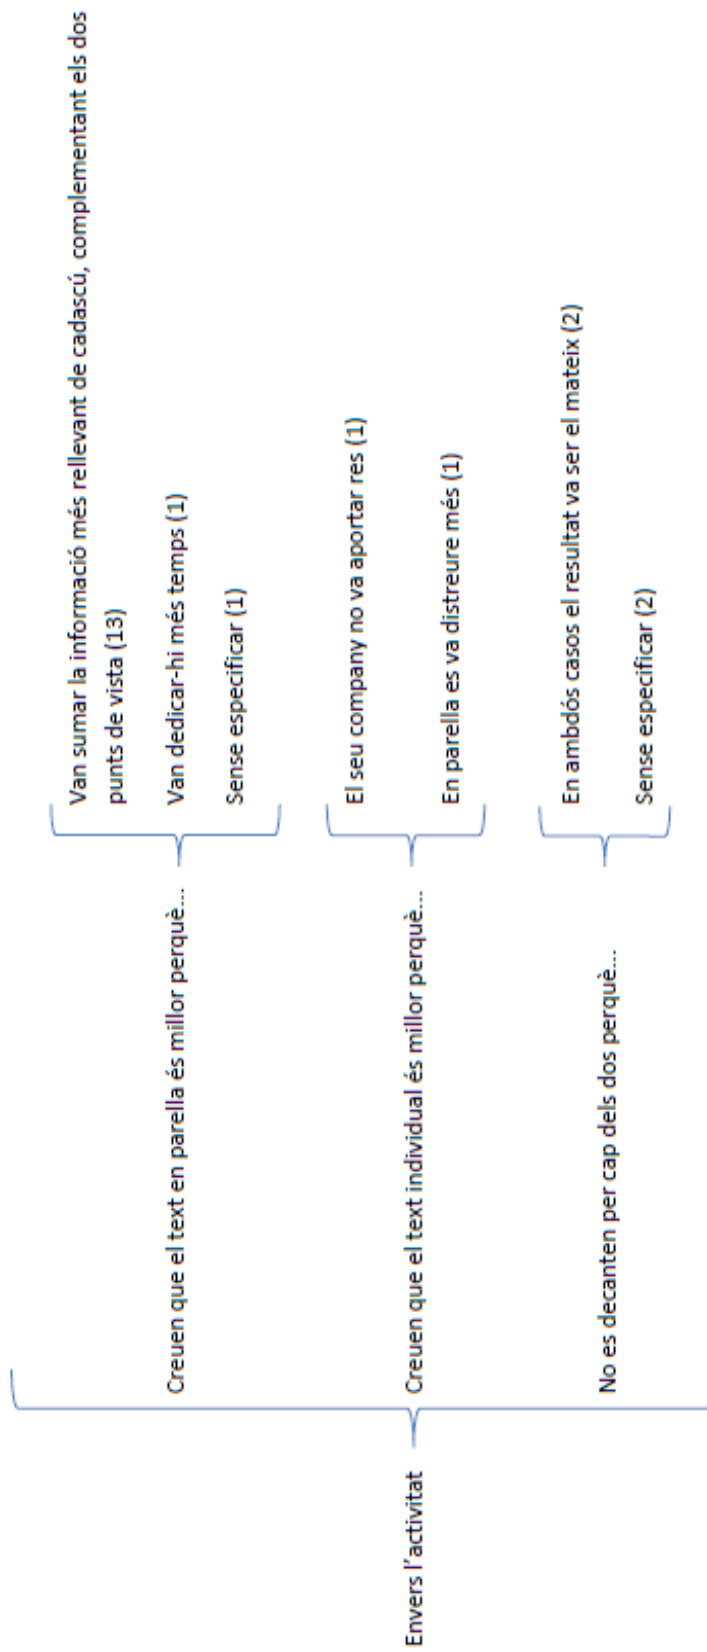 Envers l'activitat
Creuen que el text en parella és millor perquè...
Van sumar la informació més rellevant de cadascú, complementant els dos
punts de vista (13)
Van dedicar-hi més temps (1)
Sense especificar (1)
Creuen que el text individual és millor perquè...
El seu company no va aportar res (1)
En parella es va distreure més (1)
No es decanten per cap dels dos perquè...
En ambdós casos el resultat va ser el mateix (2)
Sense especificar (2)